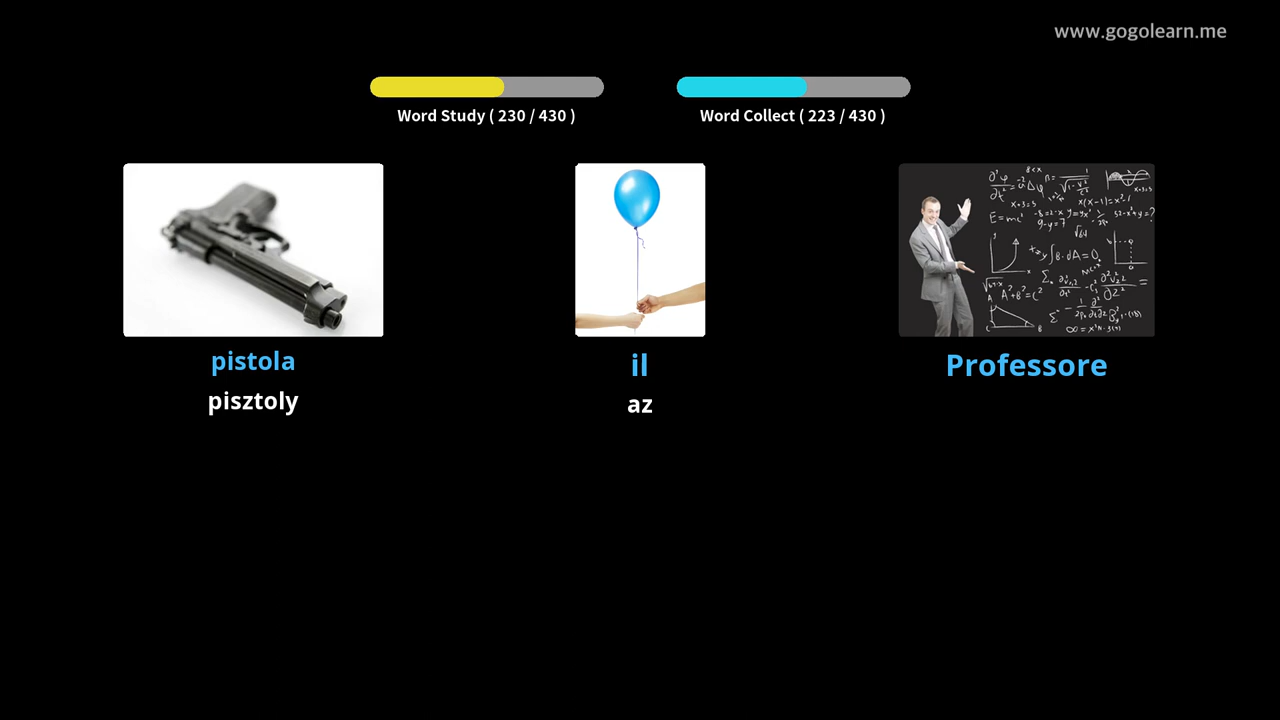 www.gogolearn.me
Word Study ( 230 / 430 )
Word Collect ( 223 / 430 )
pistola
il
Professore
pisztoly
az